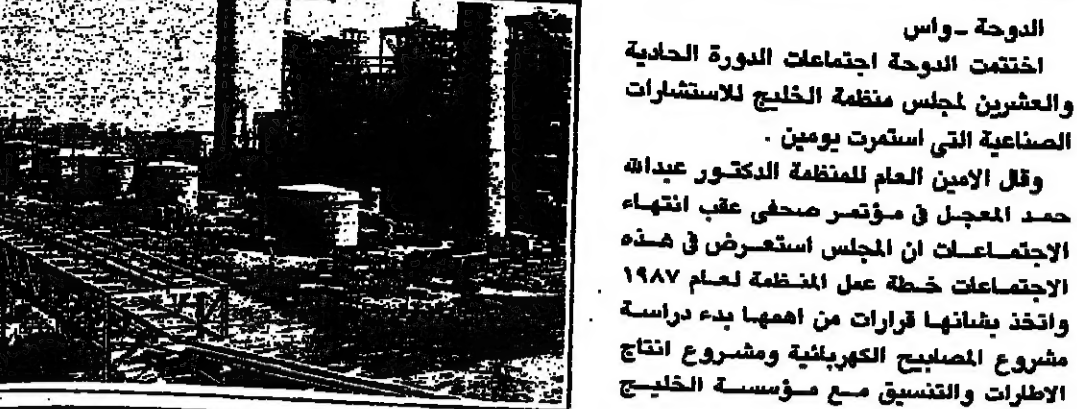 الدوحة - واس
اختتمت الدوحة اجتماعات الدورة الحادية
والعشرين لمجلس منظمة الخليج للاستشارات
الصناعية التي استمرت يومين .
وقال الامين العام للمنظمة الدكتور عبدالله
حمد المعجل في مؤتمر صحفى عقب انتهاء
الاجتماعات ان المجلس استعرض في هذه
الاجتماعات خطة عمل المنظمة لعام ١٩٨٧
واتخذ بشانها قرارات من اهمها بدء دراسة
مشروع المصابيح الكهربائية ومشروع انتاج
الاطارات والتنسيق مع مؤسسة الخليج